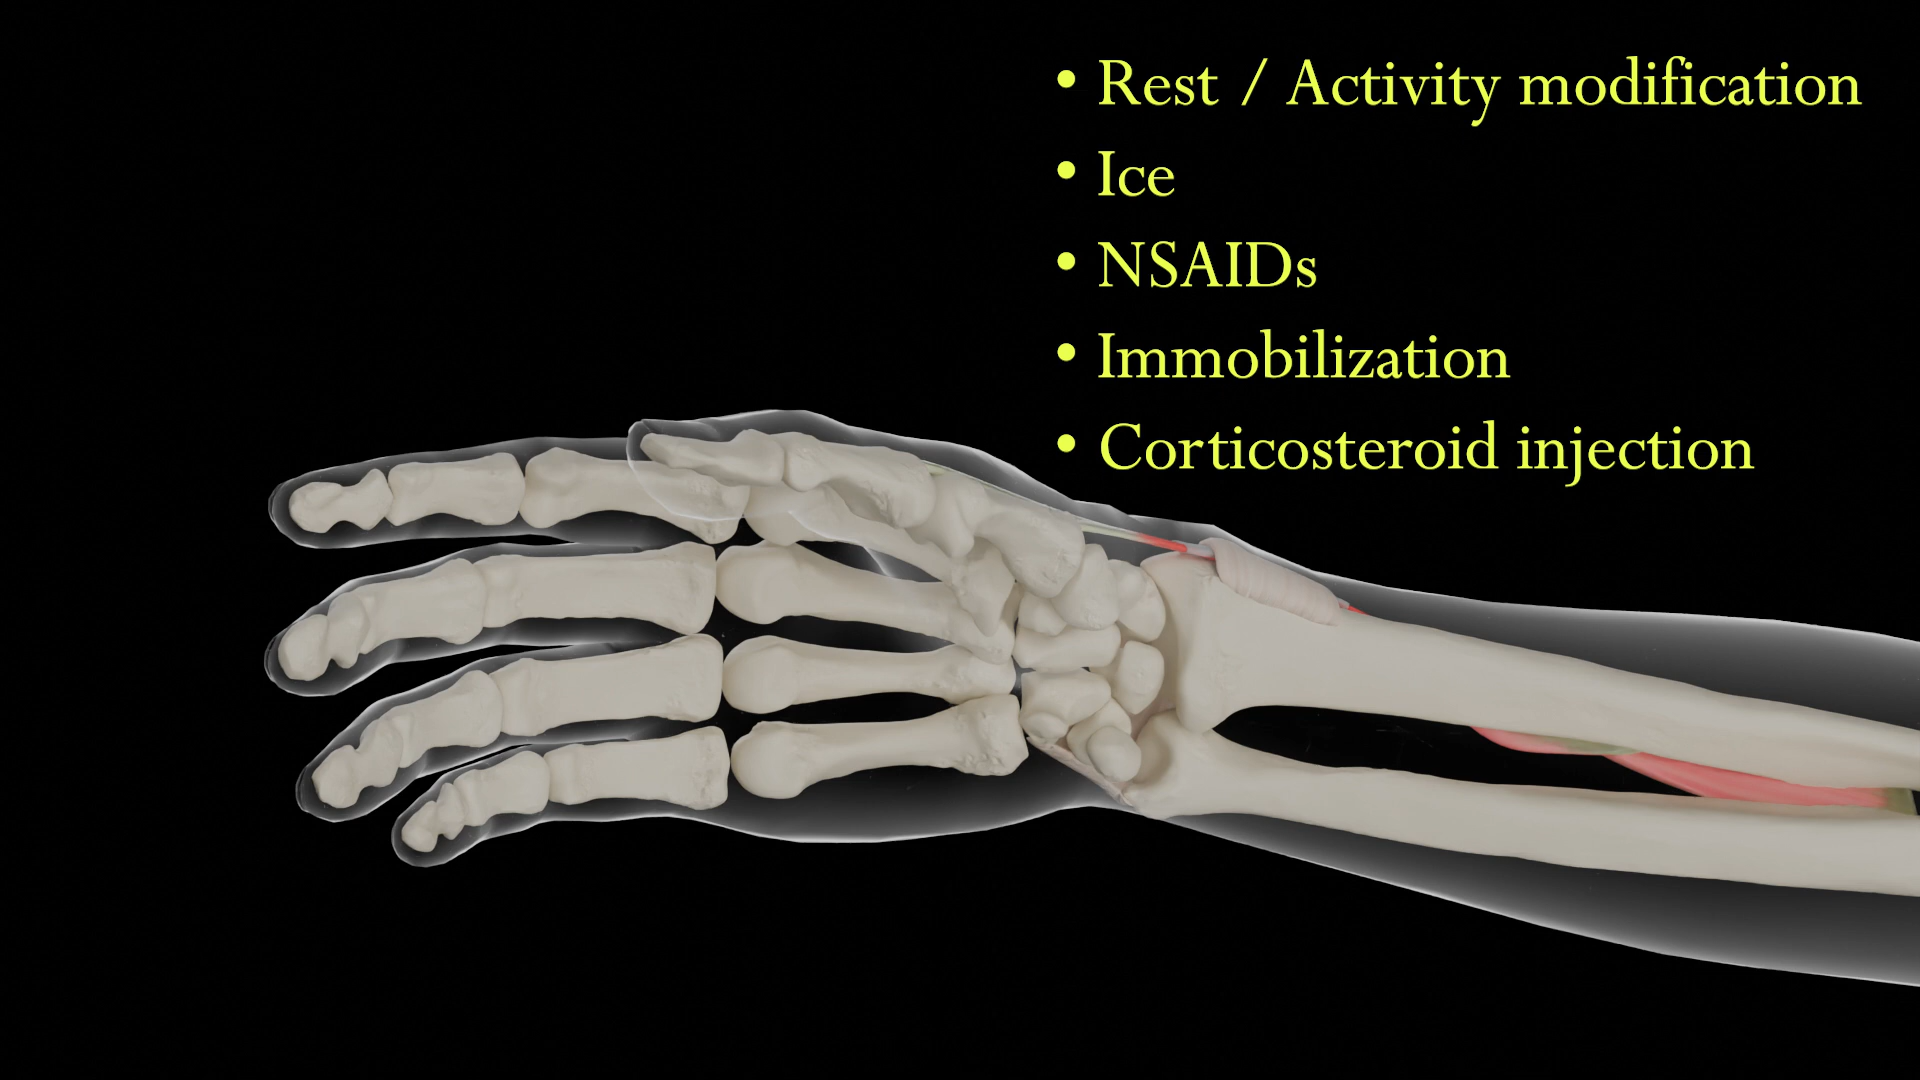 • Rest / Activity modification
• Ice
• NSAIDs
• Immobilization
• Corticosteroid injection